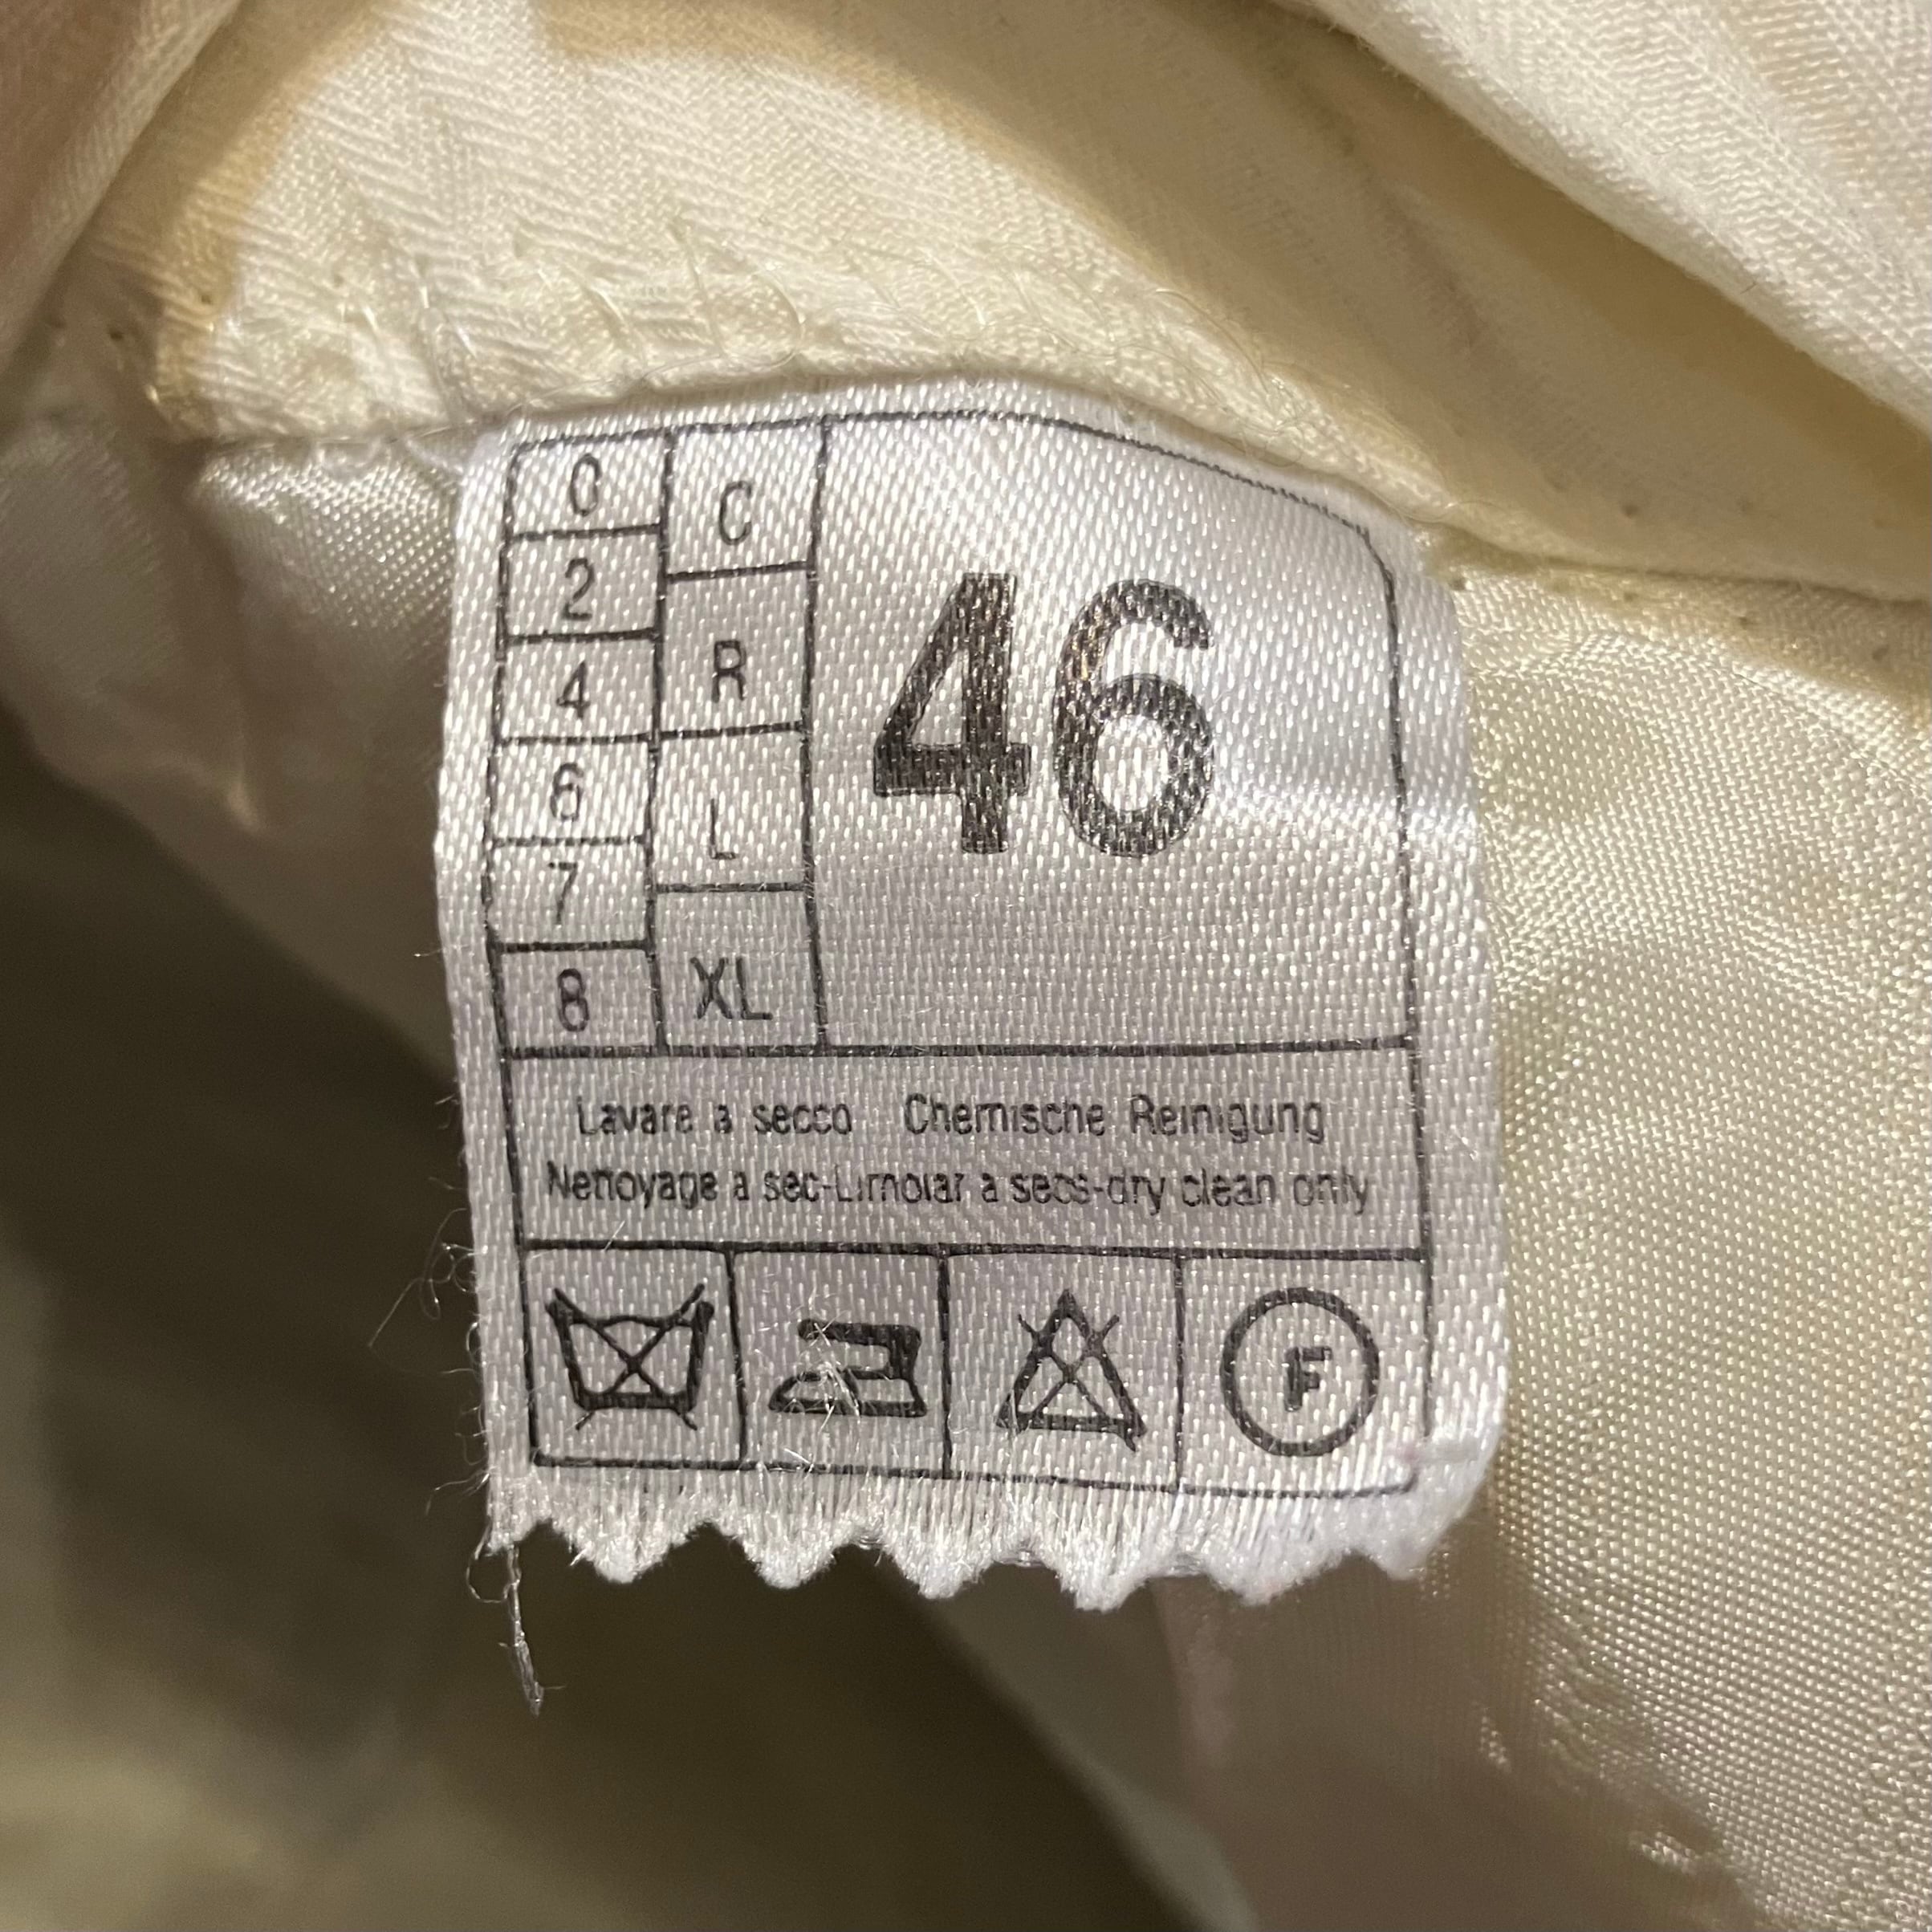 0
2
4
6
7
8
C
R
L
XL
46
Lavare a secco Chemische Reinigung
Nettoyage a sec-Limpiar a secs-dry clean only
F